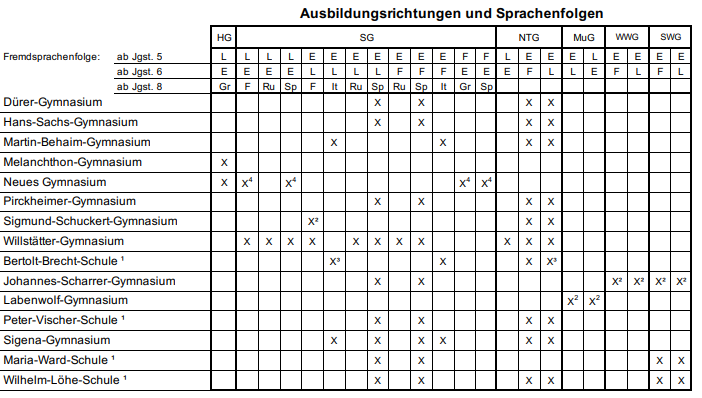 Ausbildungsrichtungen und Sprachenfolgen
HG SG NTG MuG WWG SWG
Fremdsprachenfolge: ab Jgst. 5 L L L L E E E E E E E F F L E E E L E E E E
ab Jgst. 6 E E E E L L L L F F F E E E F L L E F L F L
ab Jgst. 8 Gr F Ru Sp F It Ru Sp Ru Sp It Gr Sp
Dürer-Gymnasium X X X X
Hans-Sachs-Gymnasium X X X X
Martin-Behaim-Gymnasium X X X X
Melanchthon-Gymnasium X
Neues Gymnasium X X⁴ X⁴ X⁴ X⁴
Pirckheimer-Gymnasium X X X X
Sigmund-Schuckert-Gymnasium X² X X
Willstätter-Gymnasium X X X X X X X X X X X
Bertolt-Brecht-Schule ¹ X³ X X X³
Johannes-Scharrer-Gymnasium X X X² X² X² X²
Labenwolf-Gymnasium X² X²
Peter-Vischer-Schule ¹ X X X X
Sigena-Gymnasium X X X X X X
Maria-Ward-Schule ¹ X X X X
Wilhelm-Löhe-Schule ¹ X X X X X X